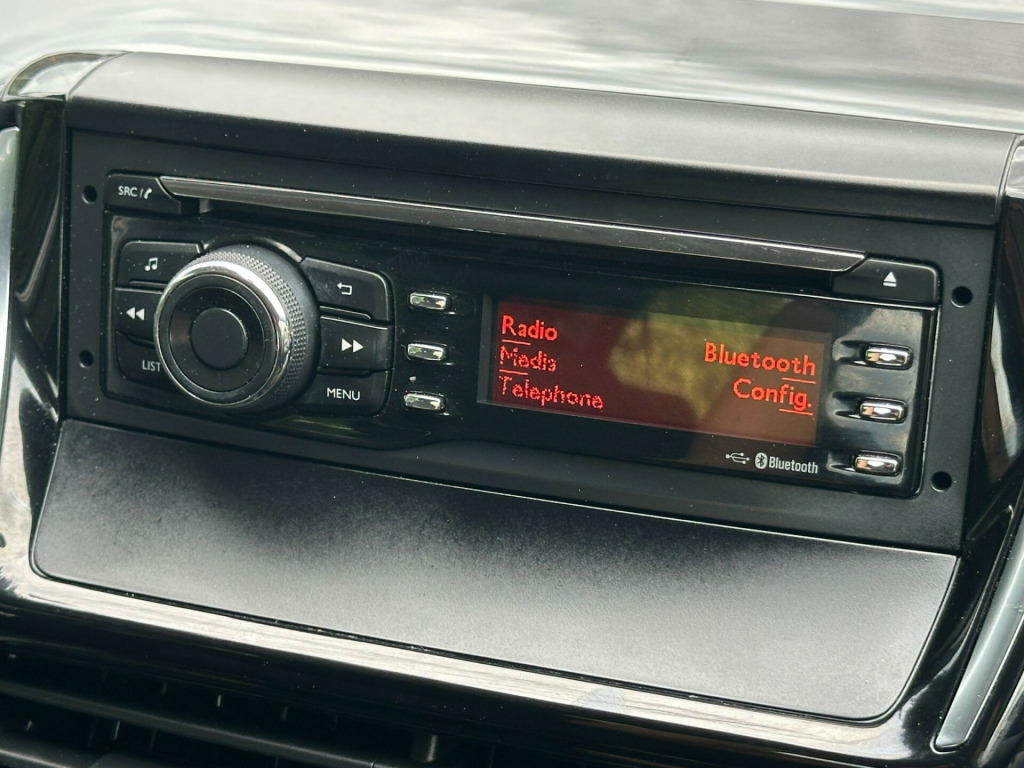 SRC /
LIST
MENU
Radio
Media
Telephone
Bluetooth
Config.
Bluetooth